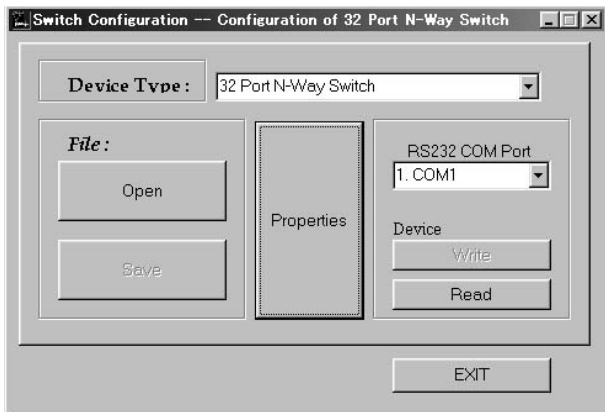 Switch Configuration -- Configuration of 32 Port N-Way Switch
Device Type :
32 Port N-Way Switch
File :
Open
Save
Properties
RS232 COM Port
1. COM1
Device
Write
Read
EXIT